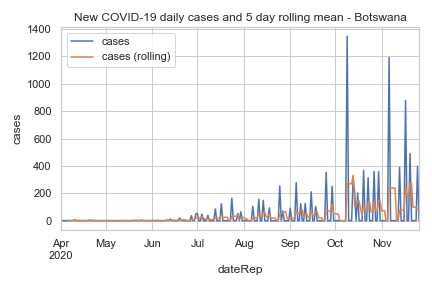 New COVID-19 daily cases and 5 day rolling mean - Botswana
cases
cases (rolling)
1400
1200
1000
800
600
400
200
0
cases
Apr May Jun Jul Aug Sep Oct Nov
2020
dateRep